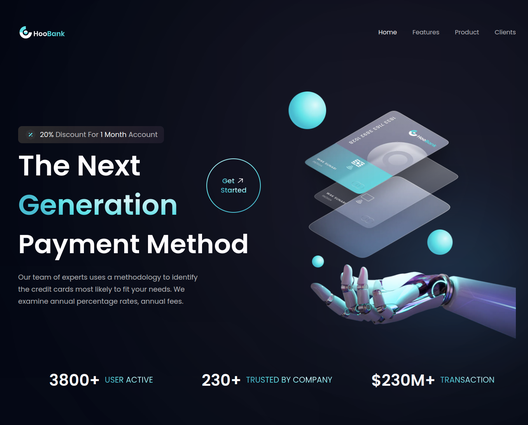 HooBank
Home Features Product Clients
20% Discount For 1 Month Account
The Next
Generation
Payment Method
Get
Started
Our team of experts uses a methodology to identify
the credit cards most likely to fit your needs. We
examine annual percentage rates, annual fees.
HooBank
3800+ USER ACTIVE
230+ TRUSTED BY COMPANY
$230M+ TRANSACTION